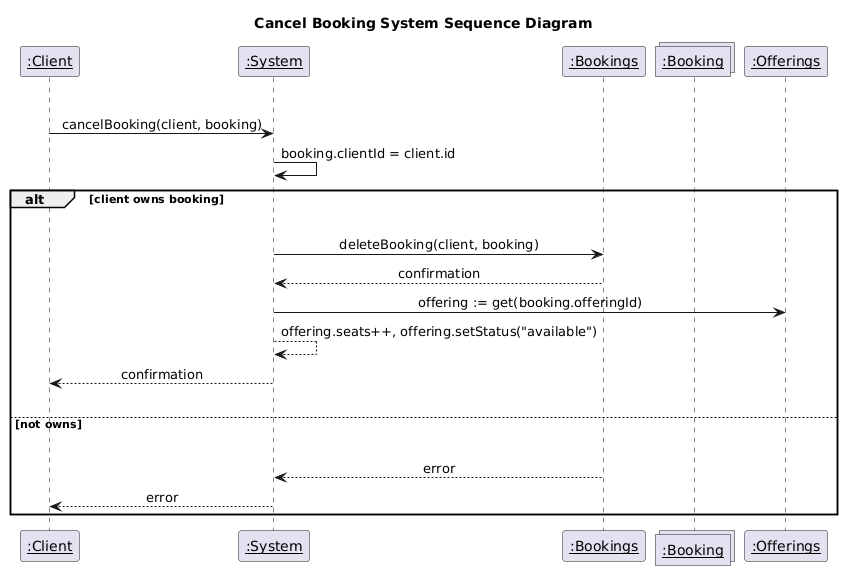 Cancel Booking System Sequence Diagram
:Client :System :Bookings :Booking :Offerings
cancelBooking(client, booking)
booking.clientId = client.id
alt [client owns booking]
deleteBooking(client, booking)
confirmation
offering := get(booking.offeringId)
offering.seats++, offering.setStatus("available")
confirmation
[not owns]
error
error
:Client :System :Bookings :Booking :Offerings